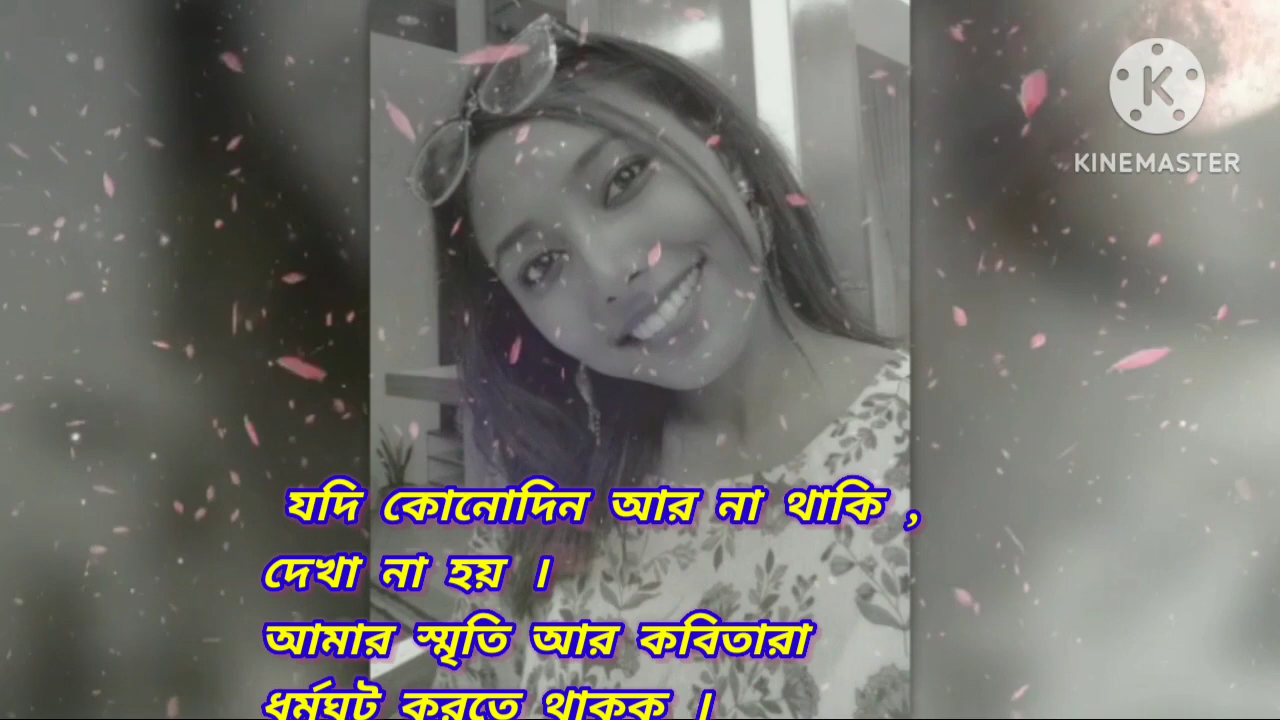 KINEMASTER
যদি কোনোদিন আর না থাকি ,
দেখা না হয় ।
আমার স্মৃতি আর কবিতারা
ধর্মঘট করতে থাকুক ।